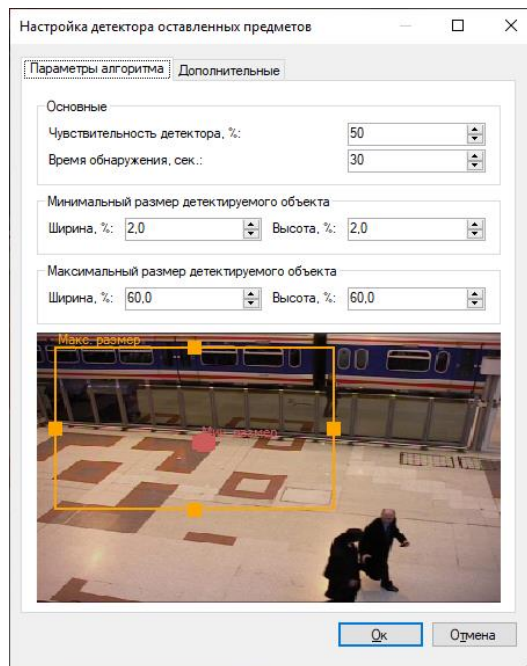 Настройка детектора оставленных предметов
Параметры алгоритма Дополнительные
Основные
Чувствительность детектора, %: 50
Время обнаружения, сек.: 30
Минимальный размер детектируемого объекта
Ширина, %: 2,0 Высота, %: 2,0
Максимальный размер детектируемого объекта
Ширина, %: 60,0 Высота, %: 60,0
Макс. размер
Мин. размер
Ок Отмена